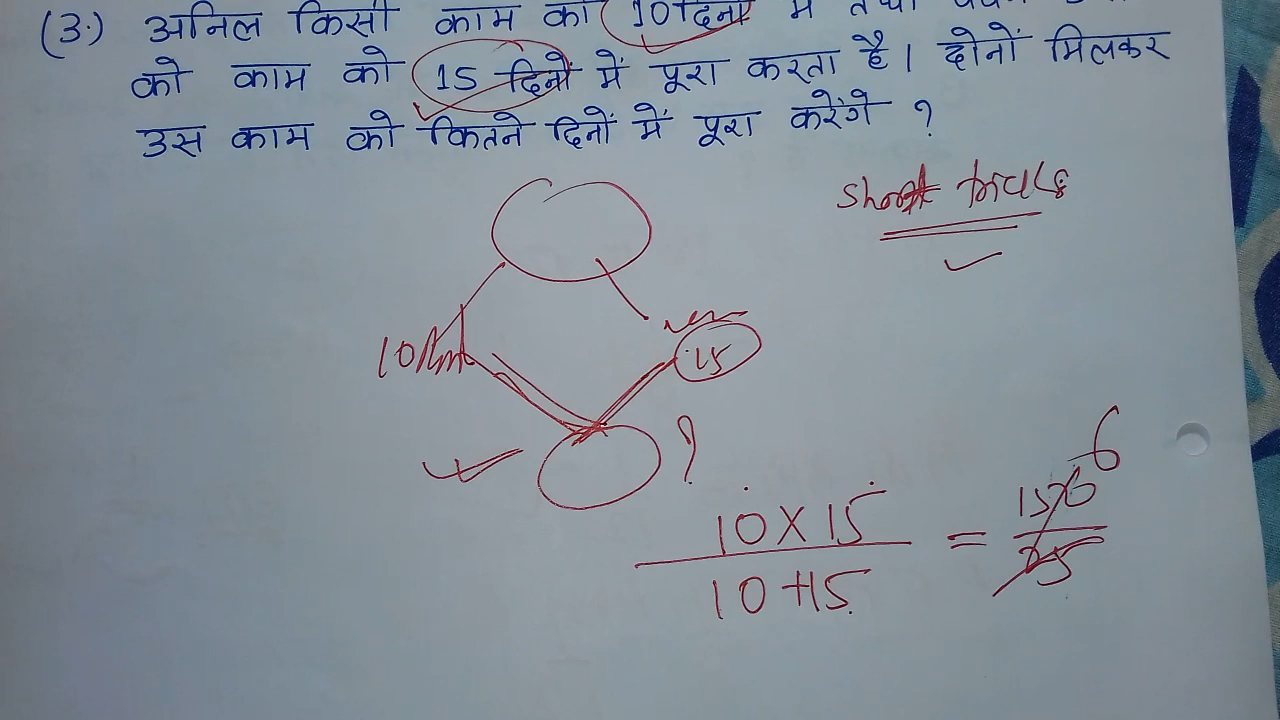 (3.) अनिल किसी काम को 10 दिनों में तथा
को काम को 15 दिनों में पूरा करता है। दोनों मिलकर
उस काम को कितने दिनों में पूरा करेंगे ?
Short tricks
15
?
10 X 15
10 + 15
=
150
25
6